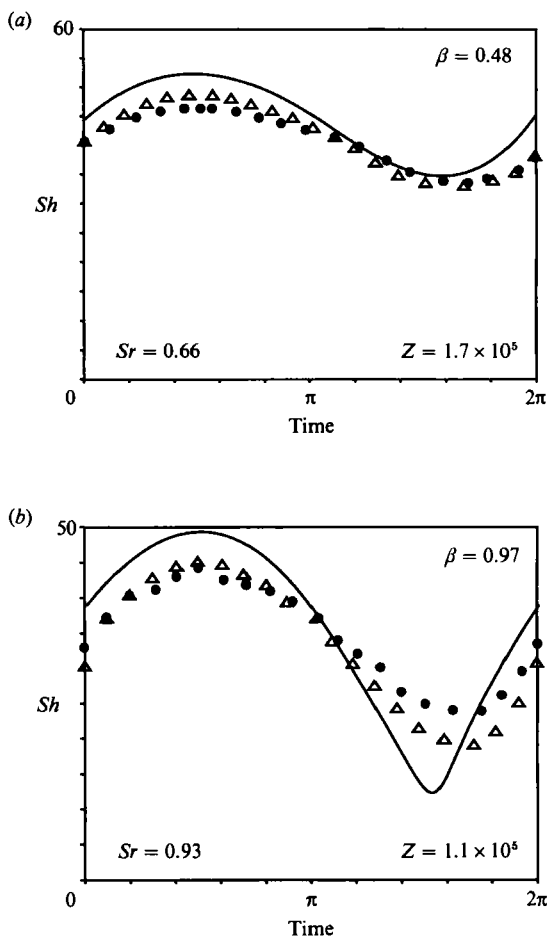 (a)
60
β = 0.48
Sh
Sr = 0.66
Z = 1.7 × 10⁵
0
π
2π
Time
(b)
50
β = 0.97
Sh
Sr = 0.93
Z = 1.1 × 10⁵
0
π
2π
Time